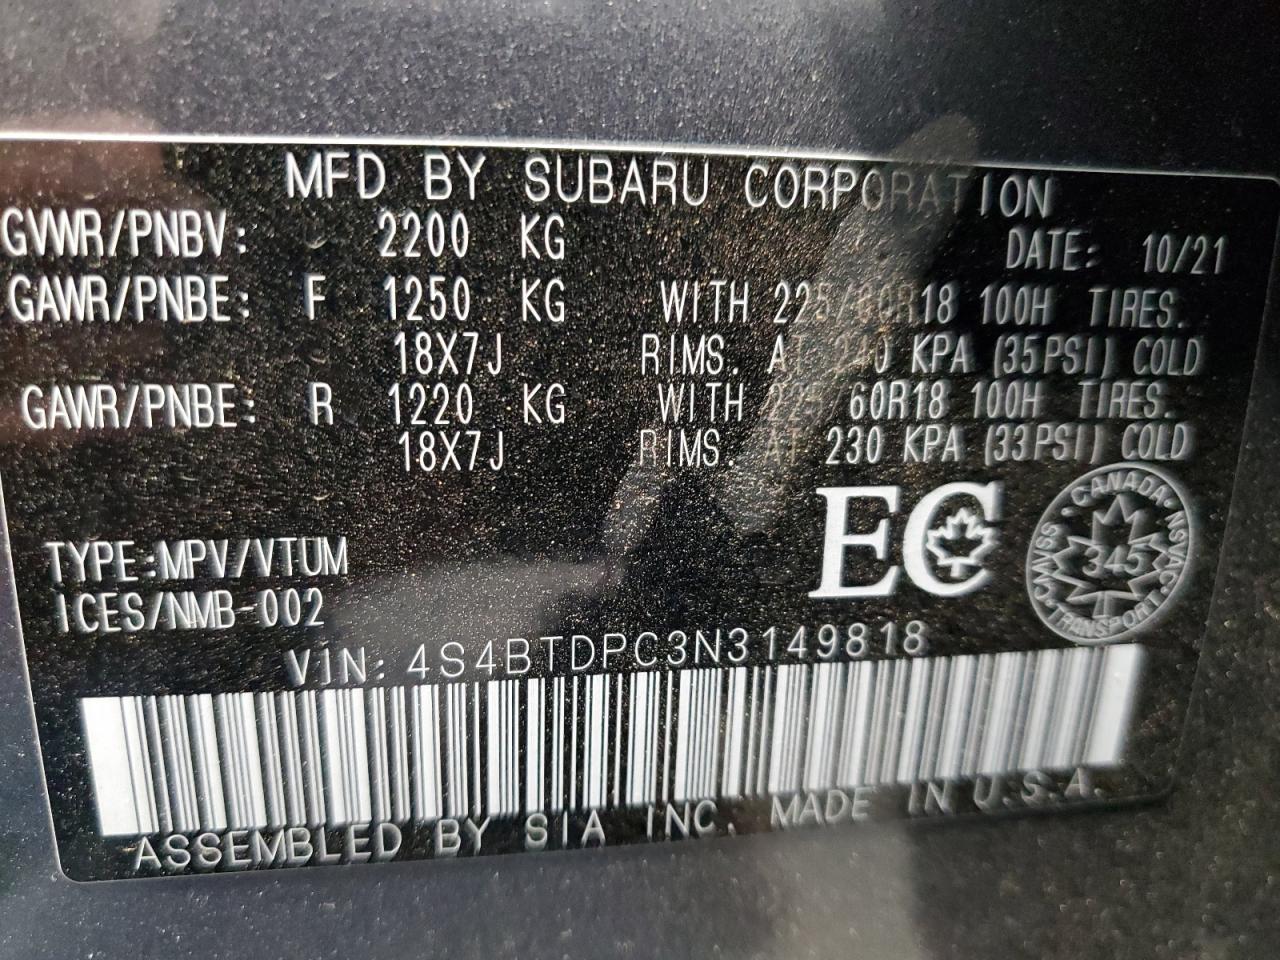 MFD BY SUBARU CORPORATION
GVWR/PNBV: 2200 KG DATE: 10/21
GAWR/PNBE: F 1250 KG WITH 225/60R18 100H TIRES.
18X7J RIMS. AT 240 KPA (35PSI) COLD
GAWR/PNBE: R 1220 KG WITH 225/60R18 100H TIRES.
18X7J RIMS. AT 230 KPA (33PSI) COLD
EC
CANADA·NSVAC·TRANSPORT·NVSMAC
345
TYPE:MPV/VTUM
ICES/NMB-002
VIN: 4S4BTDPC3N3149818
ASSEMBLED BY SIA INC. MADE IN U.S.A.